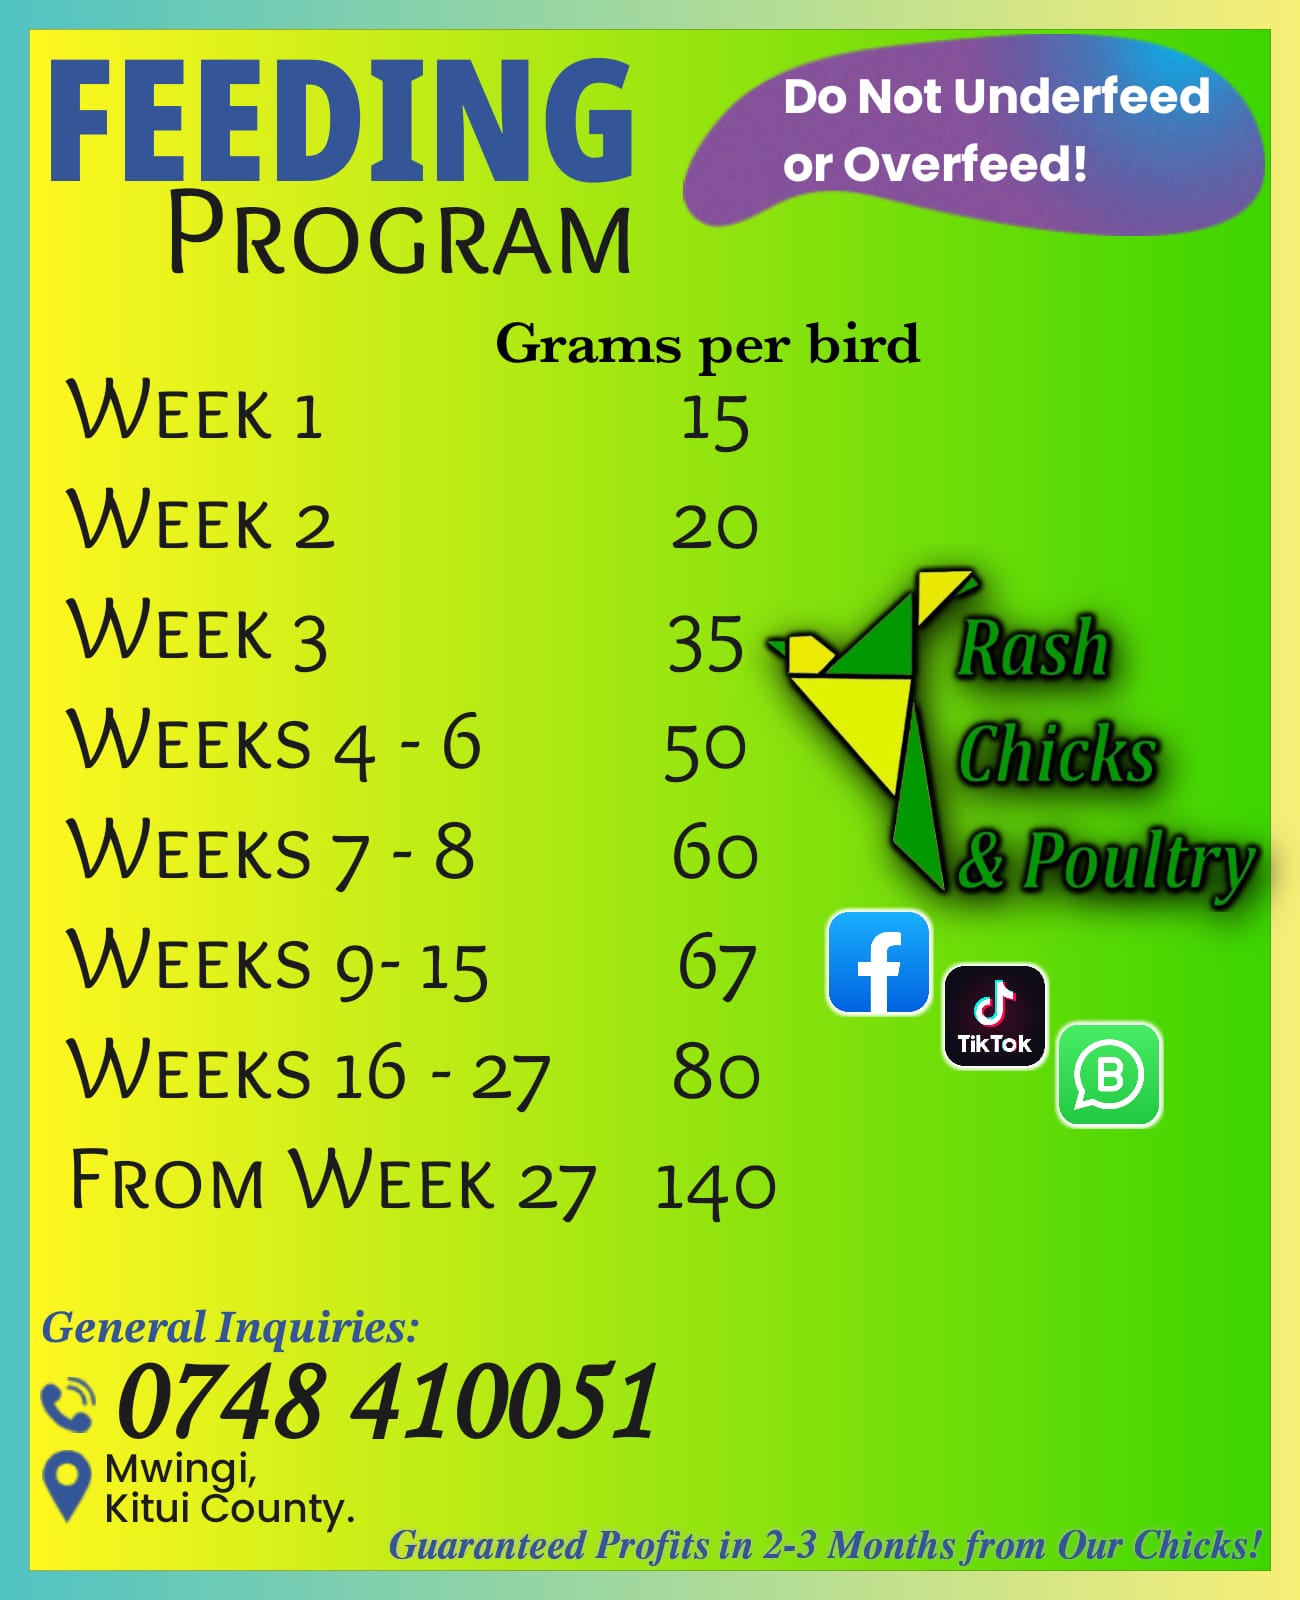 FEEDING
PROGRAM
Do Not Underfeed
or Overfeed!
Grams per bird
WEEK 1 15
WEEK 2 20
WEEK 3 35
WEEKS 4 - 6 50
WEEKS 7 - 8 60
WEEKS 9- 15 67
WEEKS 16 - 27 80
FROM WEEK 27 140
Rash
Chicks
& Poultry
f
TikTok
B
General Inquiries:
0748 410051
Mwingi,
Kitui County.
Guaranteed Profits in 2-3 Months from Our Chicks!